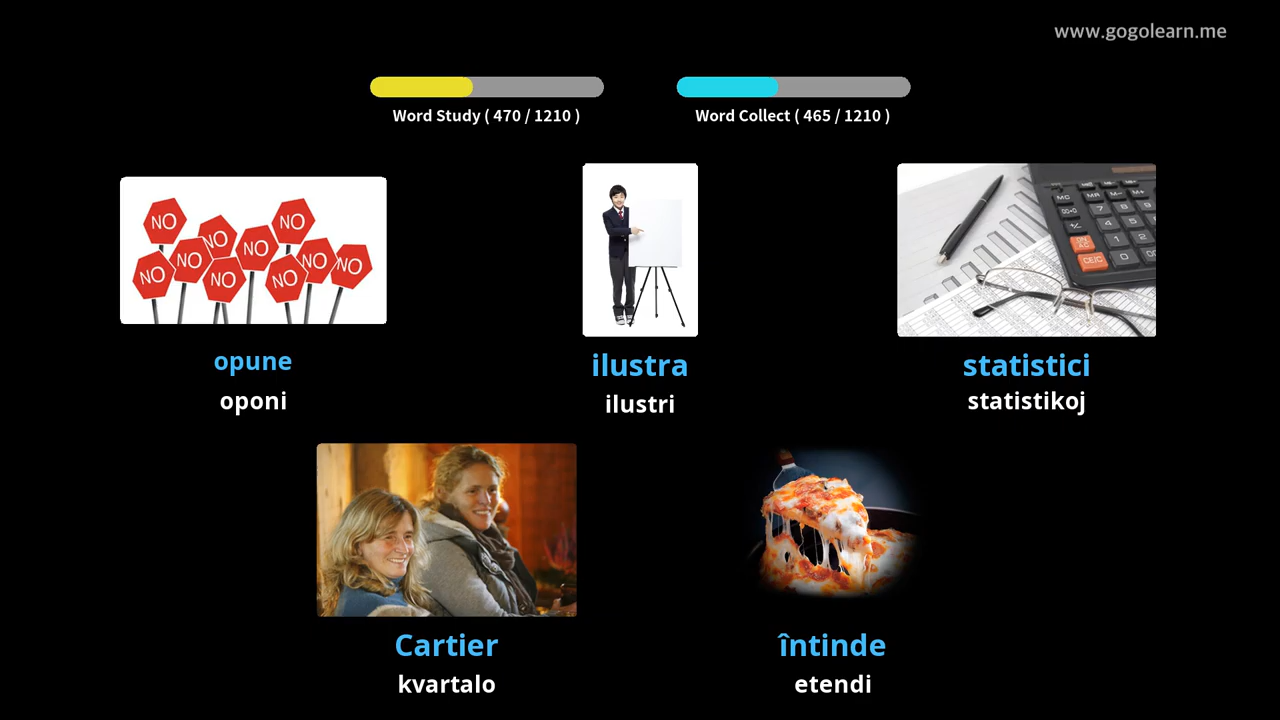 www.gogolearn.me
Word Study ( 470 / 1210 )
Word Collect ( 465 / 1210 )
NO
NO
NO
NO
NO
NO
NO
NO
NO
NO
opune
oponi
ilustra
ilustri
statistici
statistikoj
Cartier
kvartalo
întinde
etendi